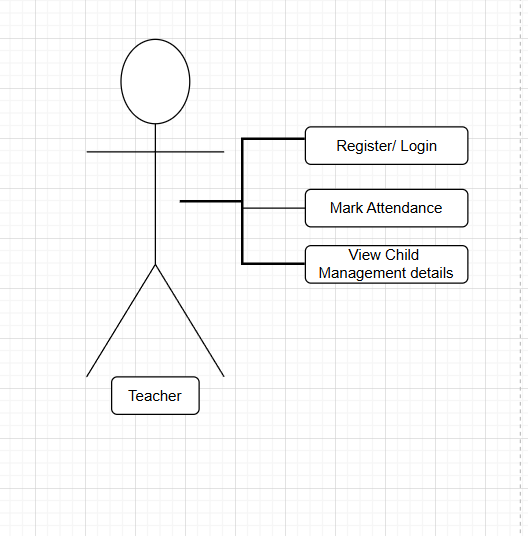 Register/ Login
Mark Attendance
View Child
Management details
Teacher